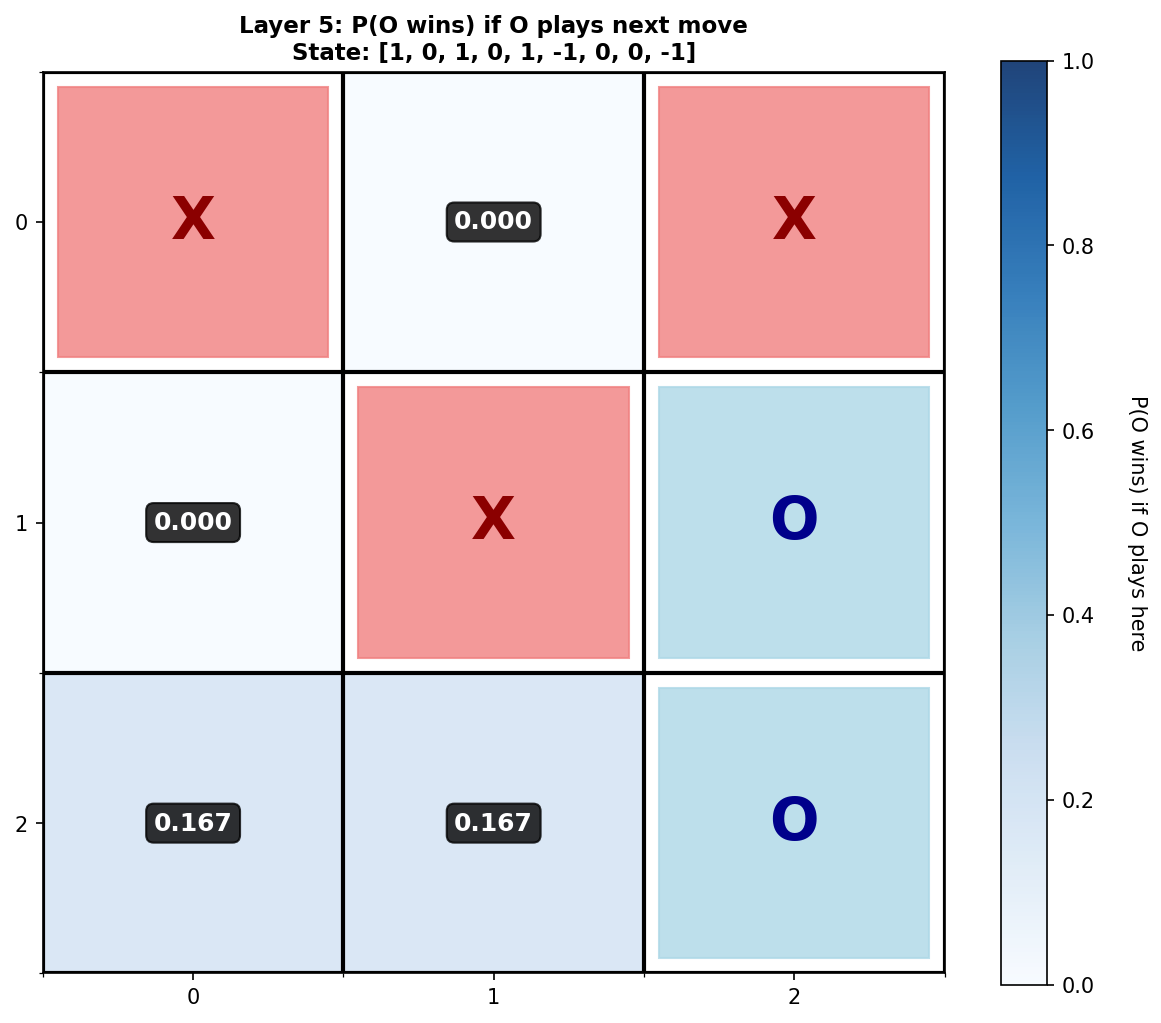 Layer 5: P(O wins) if O plays next move
State: [1, 0, 1, 0, 1, -1, 0, 0, -1]
X
0.000
X
0.000
X
O
0.167
0.167
O
0
1
2
0
1
2
1.0
0.8
0.6
0.4
0.2
0.0
P(O wins) if O plays here